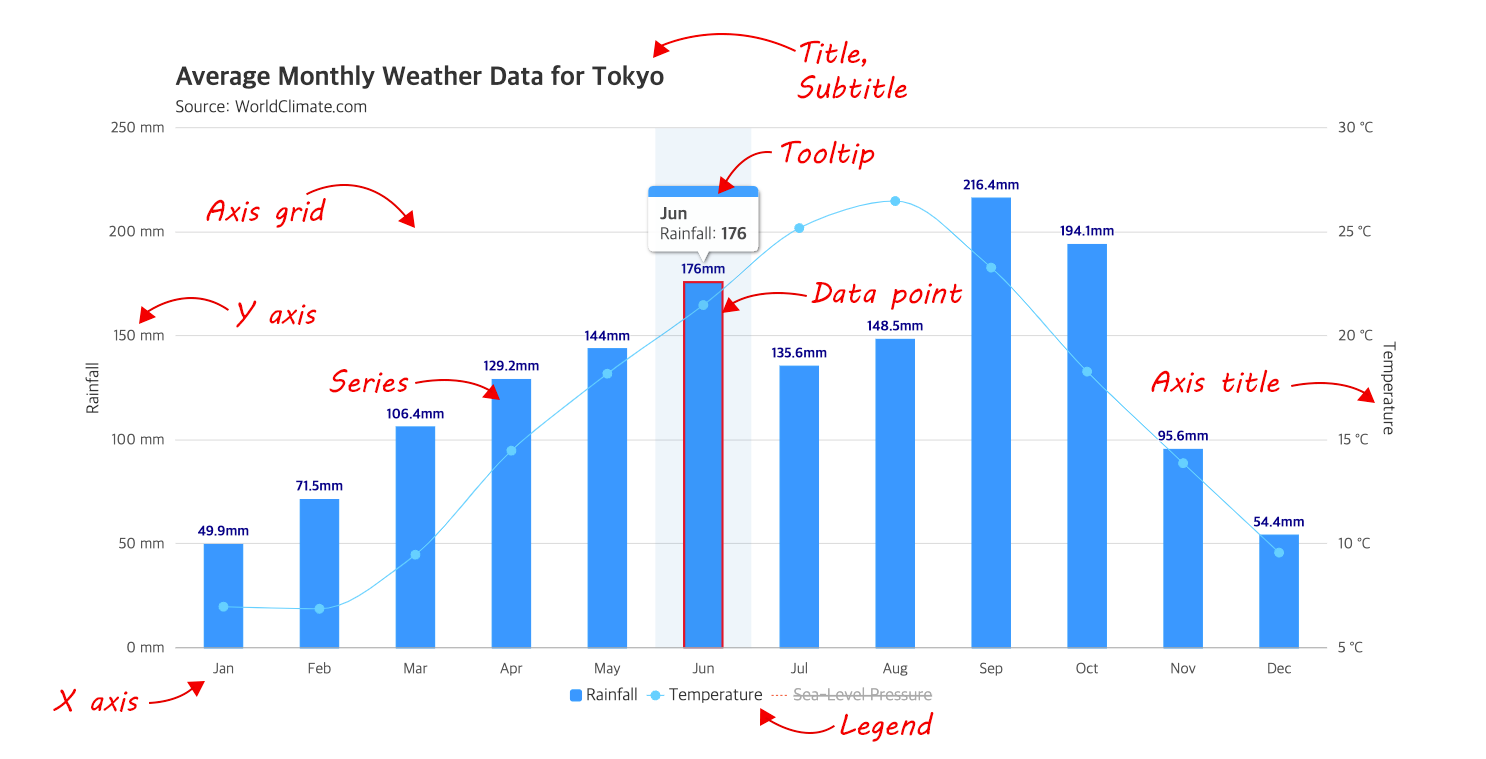 Title,
Subtitle
Average Monthly Weather Data for Tokyo
Source: WorldClimate.com
250 mm
30 °C
Tooltip
216.4mm
Axis grid
Jun
Rainfall: 176
200 mm
25 °C
194.1mm
176mm
Data point
Y axis
148.5mm
150 mm
144mm
20 °C
135.6mm
129.2mm
Series
Axis title
Rainfall
Temperature
106.4mm
100 mm
95.6mm
15 °C
71.5mm
49.9mm
54.4mm
50 mm
10 °C
0 mm
5 °C
Jan Feb Mar Apr May Jun Jul Aug Sep Oct Nov Dec
X axis
Rainfall Temperature Sea-Level Pressure
Legend